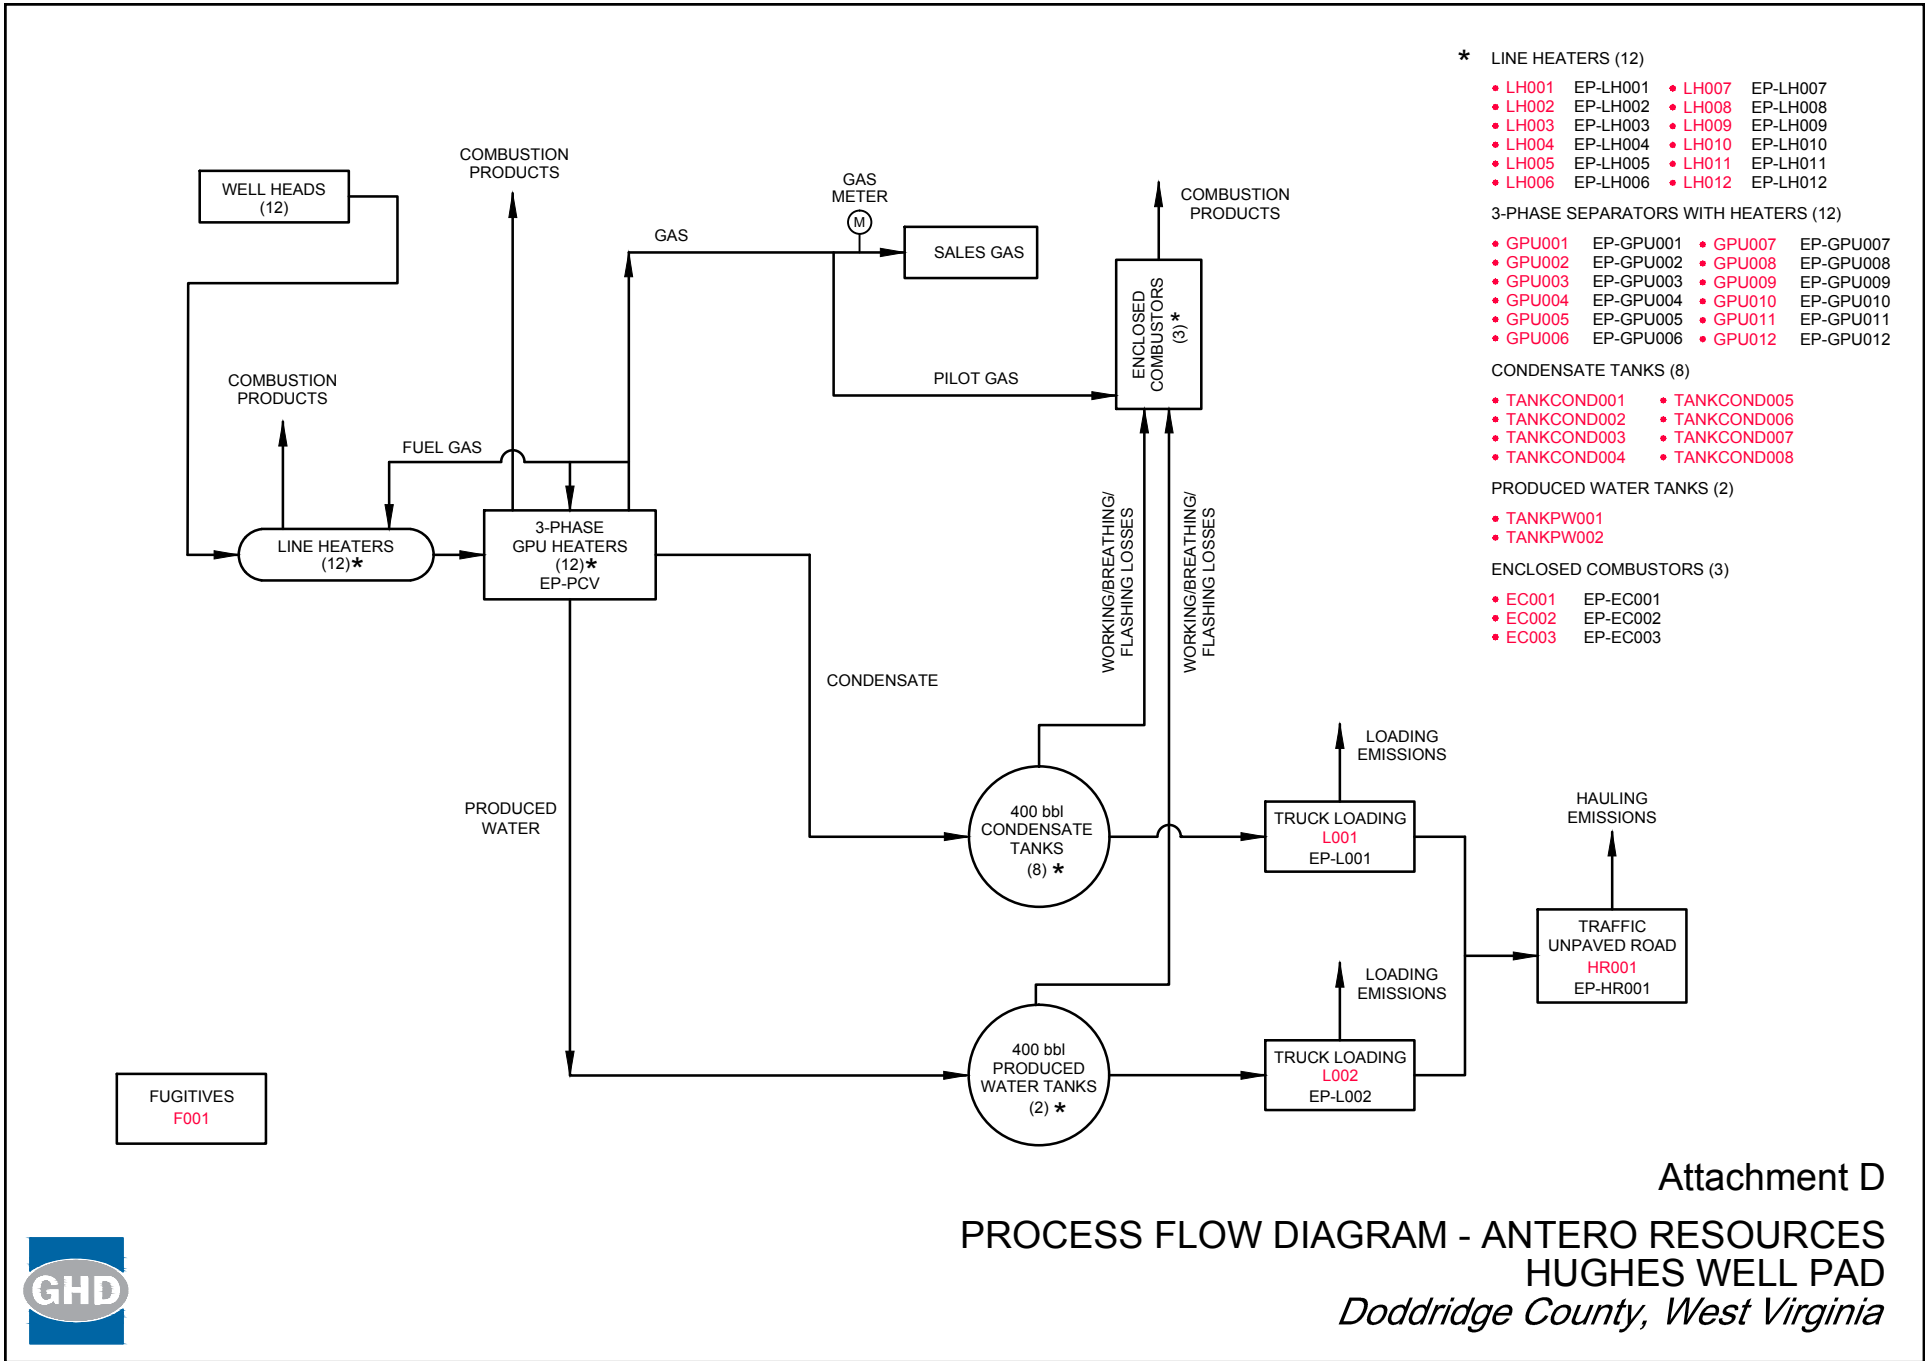 WELL HEADS
(12)
COMBUSTION
PRODUCTS
GAS
METER
M
GAS
SALES GAS
COMBUSTION
PRODUCTS
ENCLOSED
COMBUSTORS
(3)*
PILOT GAS
COMBUSTION
PRODUCTS
FUEL GAS
LINE HEATERS
(12)*
3-PHASE
GPU HEATERS
(12)*
EP-PCV
WORKING/BREATHING/
FLASHING LOSSES
WORKING/BREATHING/
FLASHING LOSSES
CONDENSATE
PRODUCED
WATER
400 bbl
CONDENSATE
TANKS
(8) *
LOADING
EMISSIONS
TRUCK LOADING
L001
EP-L001
HAULING
EMISSIONS
TRAFFIC
UNPAVED ROAD
HR001
EP-HR001
400 bbl
PRODUCED
WATER TANKS
(2) *
LOADING
EMISSIONS
TRUCK LOADING
L002
EP-L002
FUGITIVES
F001
* LINE HEATERS (12)
• LH001 EP-LH001 • LH007 EP-LH007
• LH002 EP-LH002 • LH008 EP-LH008
• LH003 EP-LH003 • LH009 EP-LH009
• LH004 EP-LH004 • LH010 EP-LH010
• LH005 EP-LH005 • LH011 EP-LH011
• LH006 EP-LH006 • LH012 EP-LH012
3-PHASE SEPARATORS WITH HEATERS (12)
• GPU001 EP-GPU001 • GPU007 EP-GPU007
• GPU002 EP-GPU002 • GPU008 EP-GPU008
• GPU003 EP-GPU003 • GPU009 EP-GPU009
• GPU004 EP-GPU004 • GPU010 EP-GPU010
• GPU005 EP-GPU005 • GPU011 EP-GPU011
• GPU006 EP-GPU006 • GPU012 EP-GPU012
CONDENSATE TANKS (8)
• TANKCOND001 • TANKCOND005
• TANKCOND002 • TANKCOND006
• TANKCOND003 • TANKCOND007
• TANKCOND004 • TANKCOND008
PRODUCED WATER TANKS (2)
• TANKPW001
• TANKPW002
ENCLOSED COMBUSTORS (3)
• EC001 EP-EC001
• EC002 EP-EC002
• EC003 EP-EC003
Attachment D
PROCESS FLOW DIAGRAM - ANTERO RESOURCES
HUGHES WELL PAD
Doddridge County, West Virginia
GHD